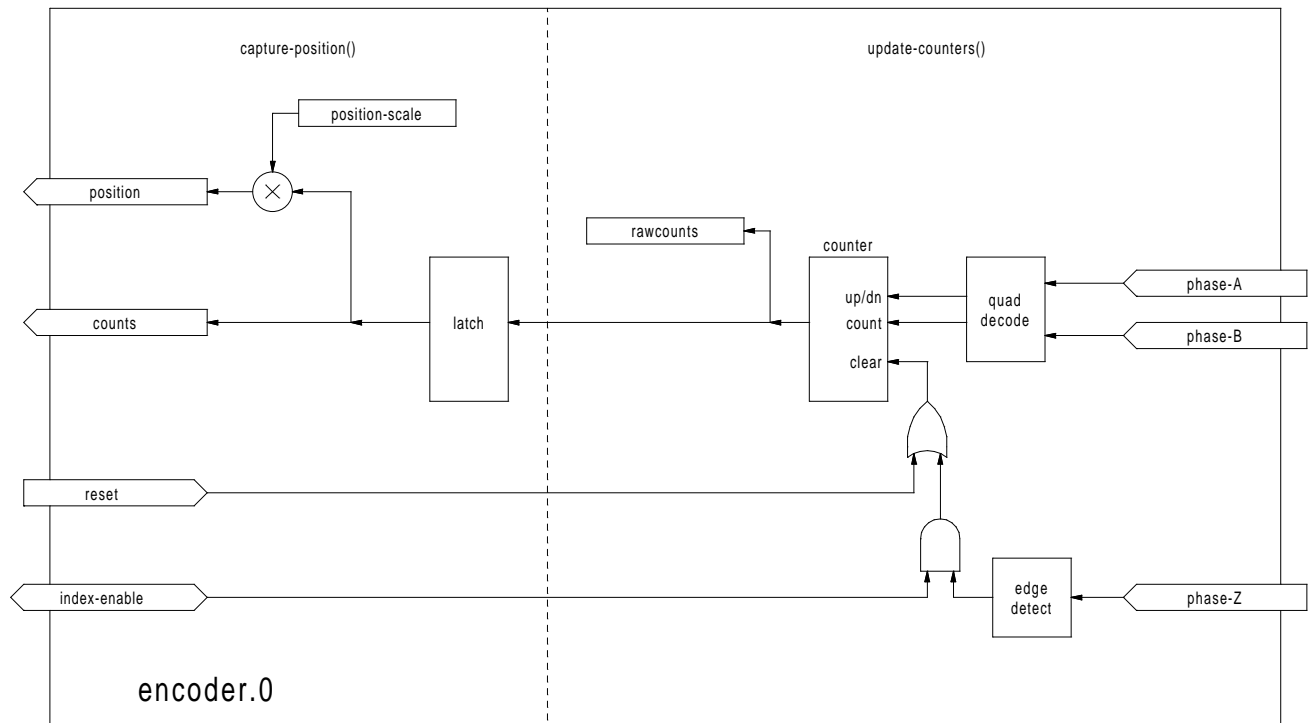 capture-position()
update-counters()
position-scale
position
rawcounts
counter
up/dn
quad
decode
phase-A
counts
latch
count
phase-B
clear
reset
index-enable
edge
detect
phase-Z
encoder.0